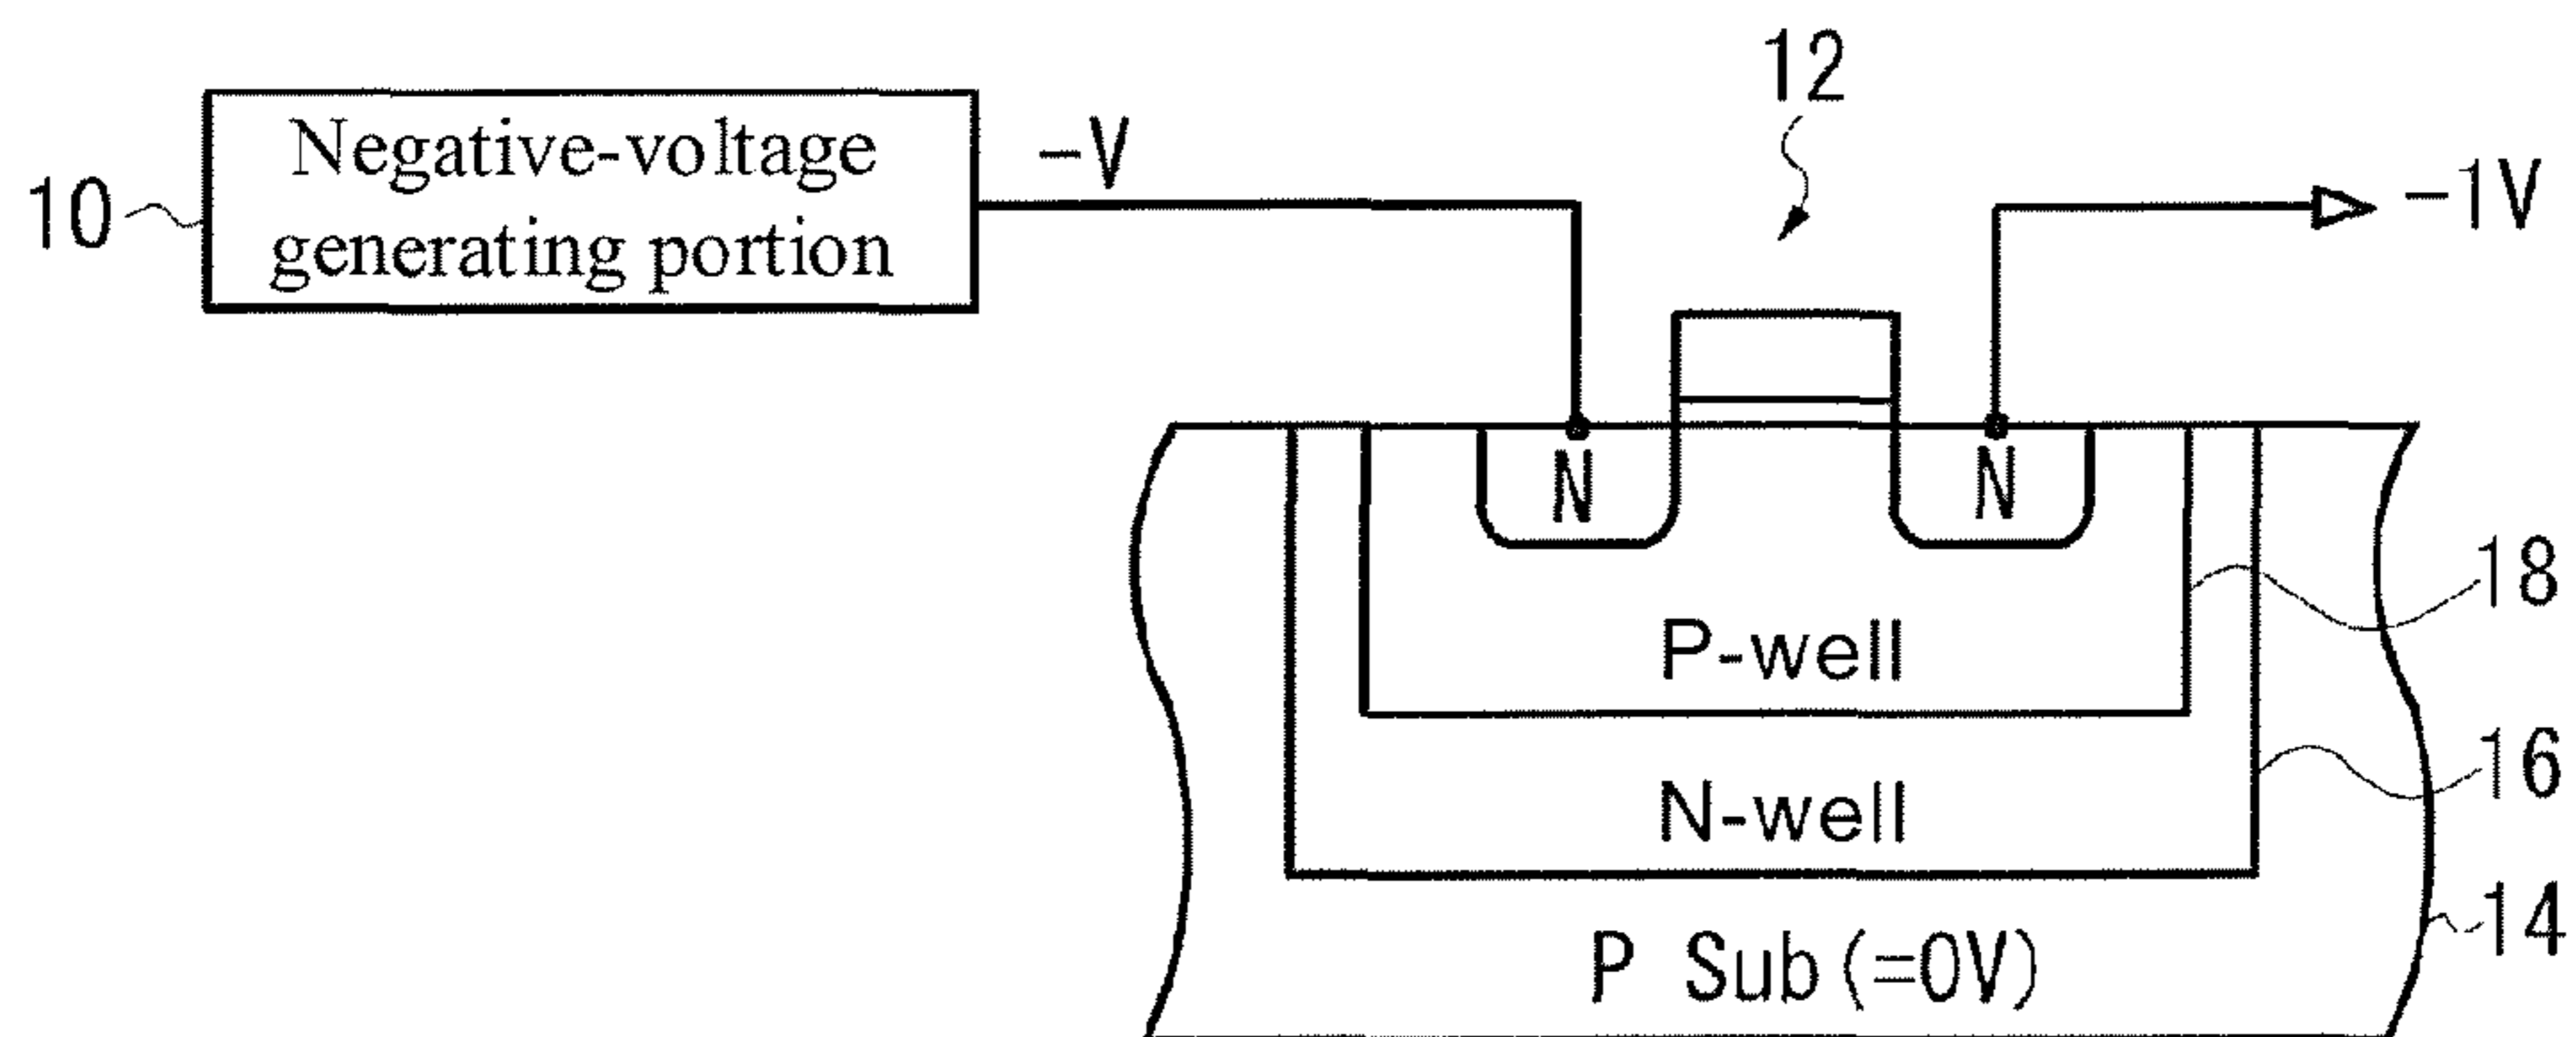 12
Negative-voltage
generating portion
10
-V
-1V
N
N
18
P-well
16
N-well
14
P Sub(=0V)